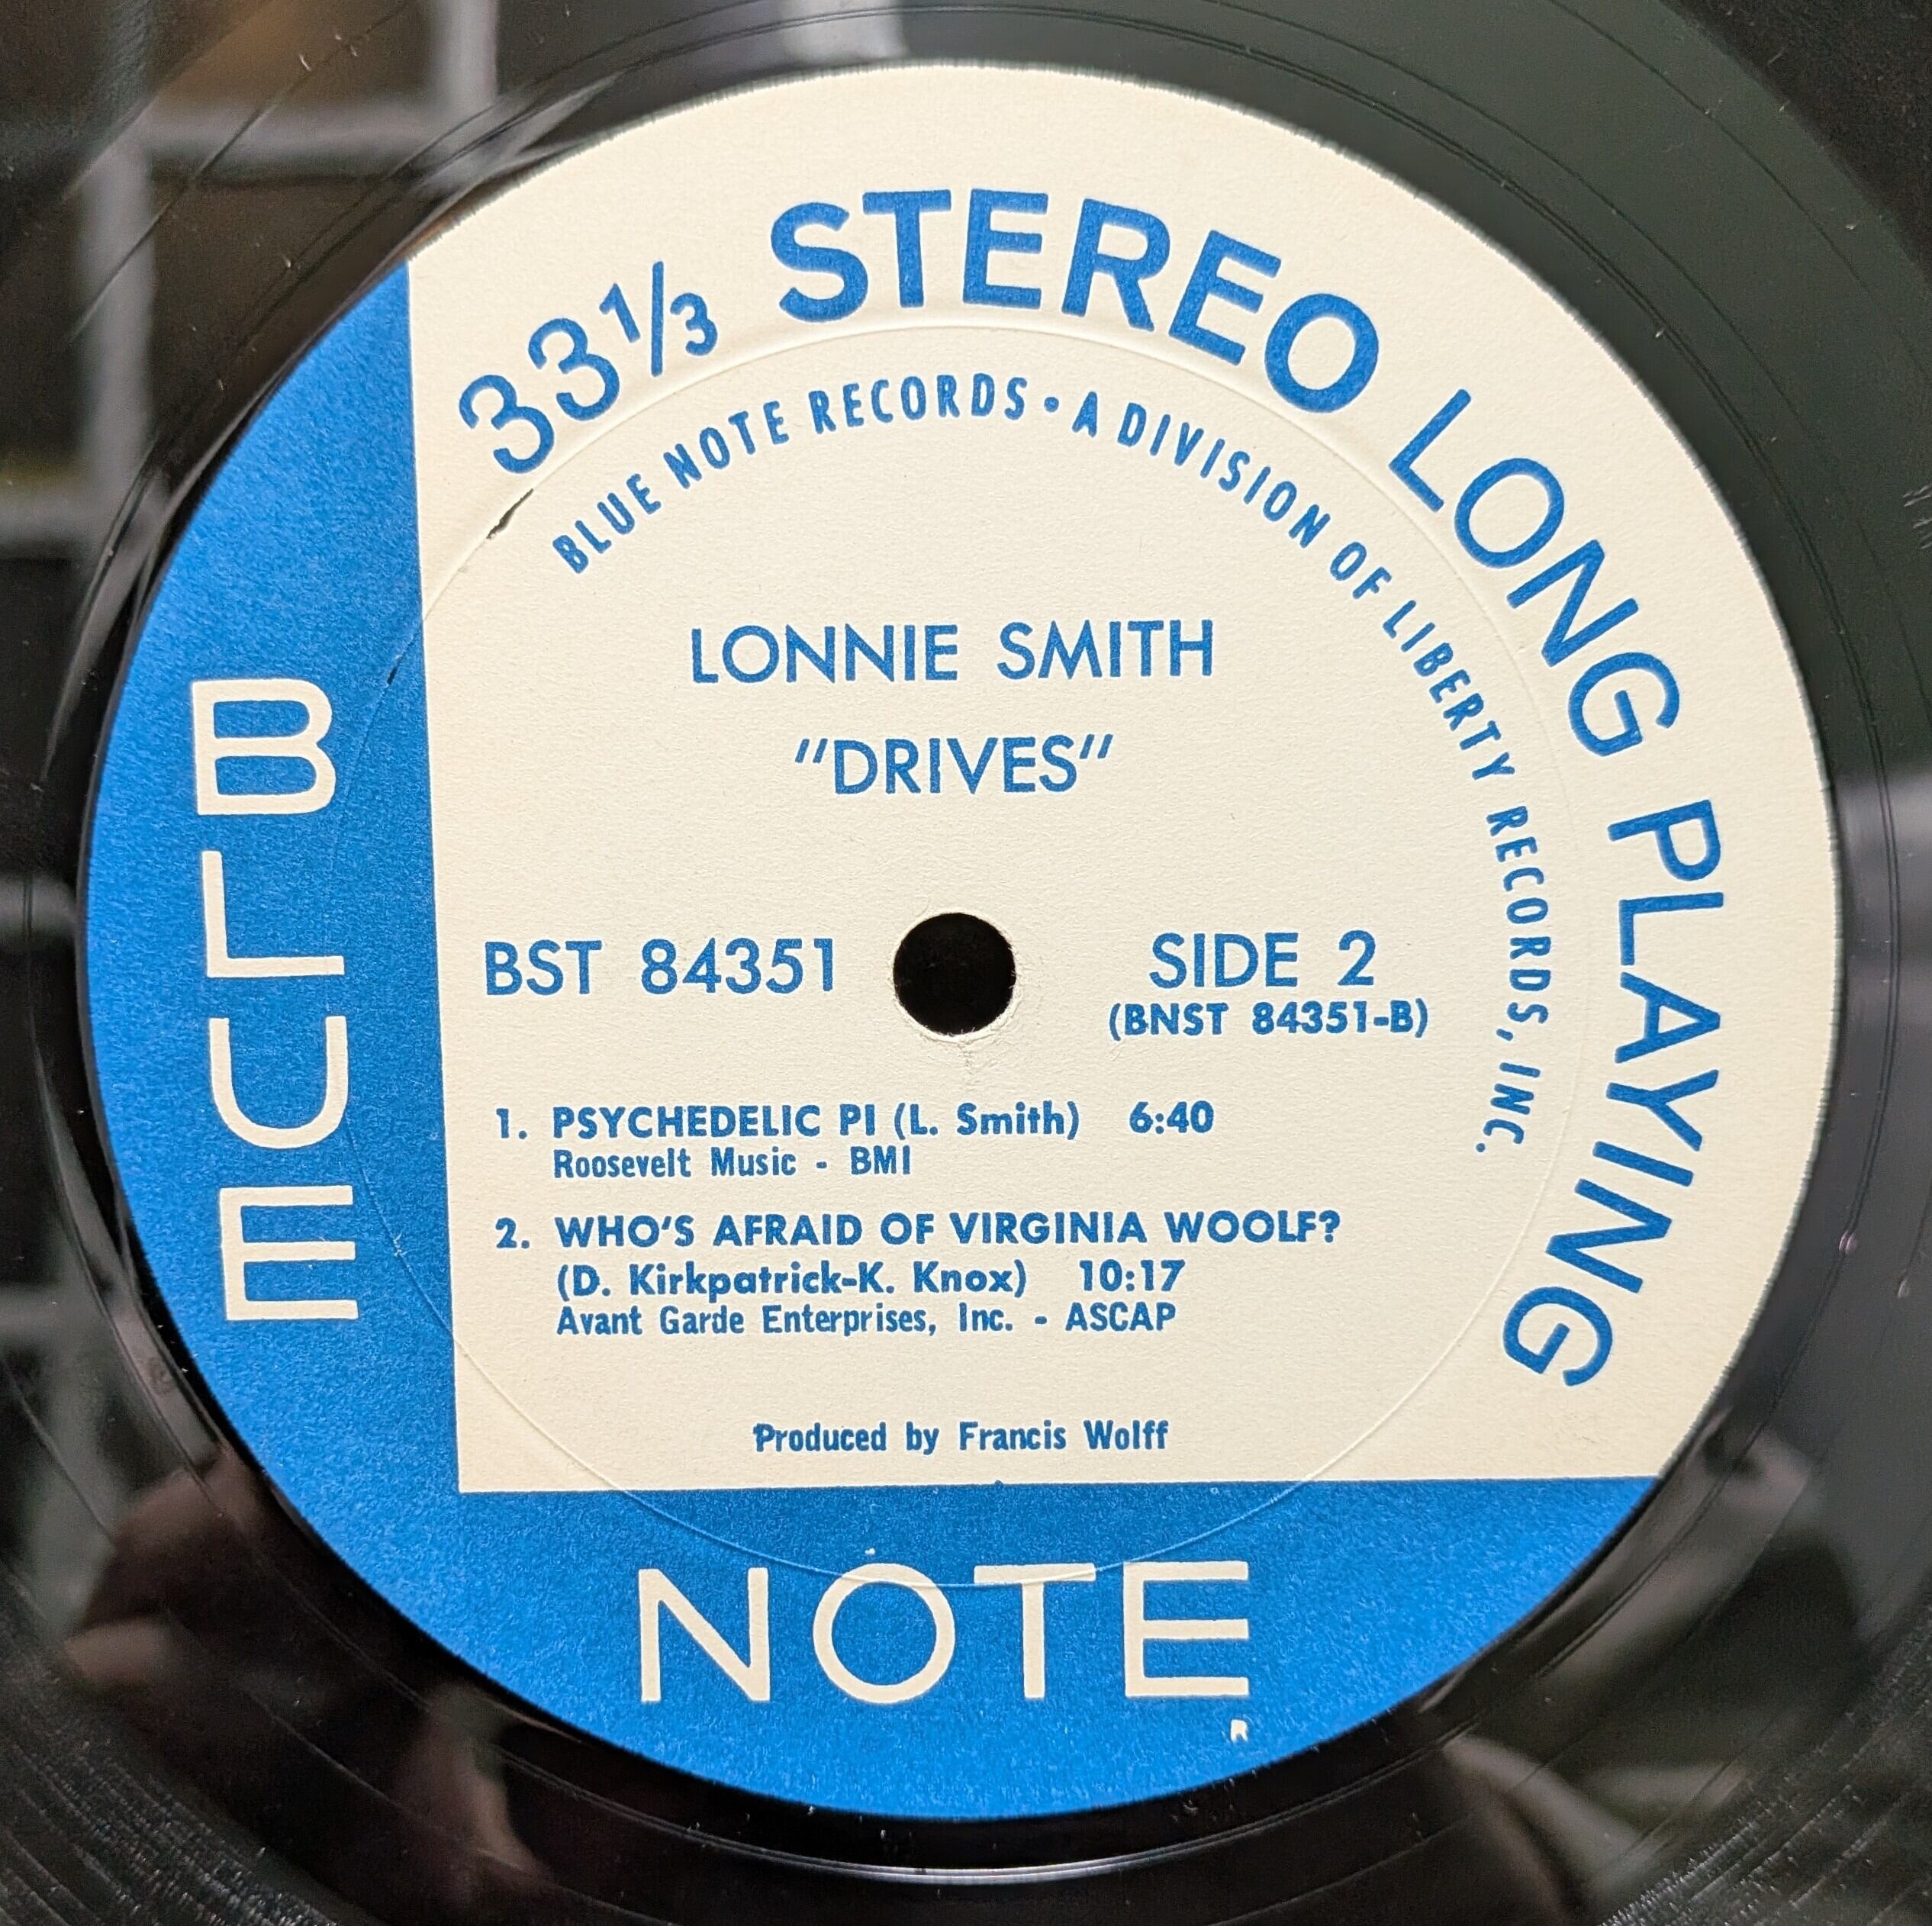 33⅓ STEREO LONG PLAYING
BLUE NOTE RECORDS • A DIVISION OF LIBERTY RECORDS, INC.
LONNIE SMITH
"DRIVES"
BST 84351
SIDE 2
(BNST 84351-B)
1. PSYCHEDELIC PI (L. Smith) 6:40
Roosevelt Music - BMI
2. WHO'S AFRAID OF VIRGINIA WOOLF?
(D. Kirkpatrick-K. Knox) 10:17
Avant Garde Enterprises, Inc. - ASCAP
Produced by Francis Wolff
BLUE
NOTE
R